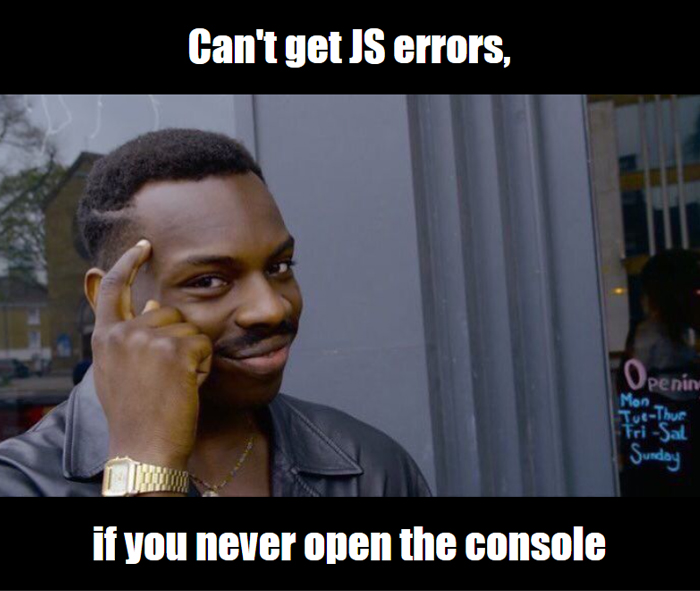 Can't get JS errors,
Openin
Mon
Tue-Thur
Fri-Sat
Sunday
if you never open the console